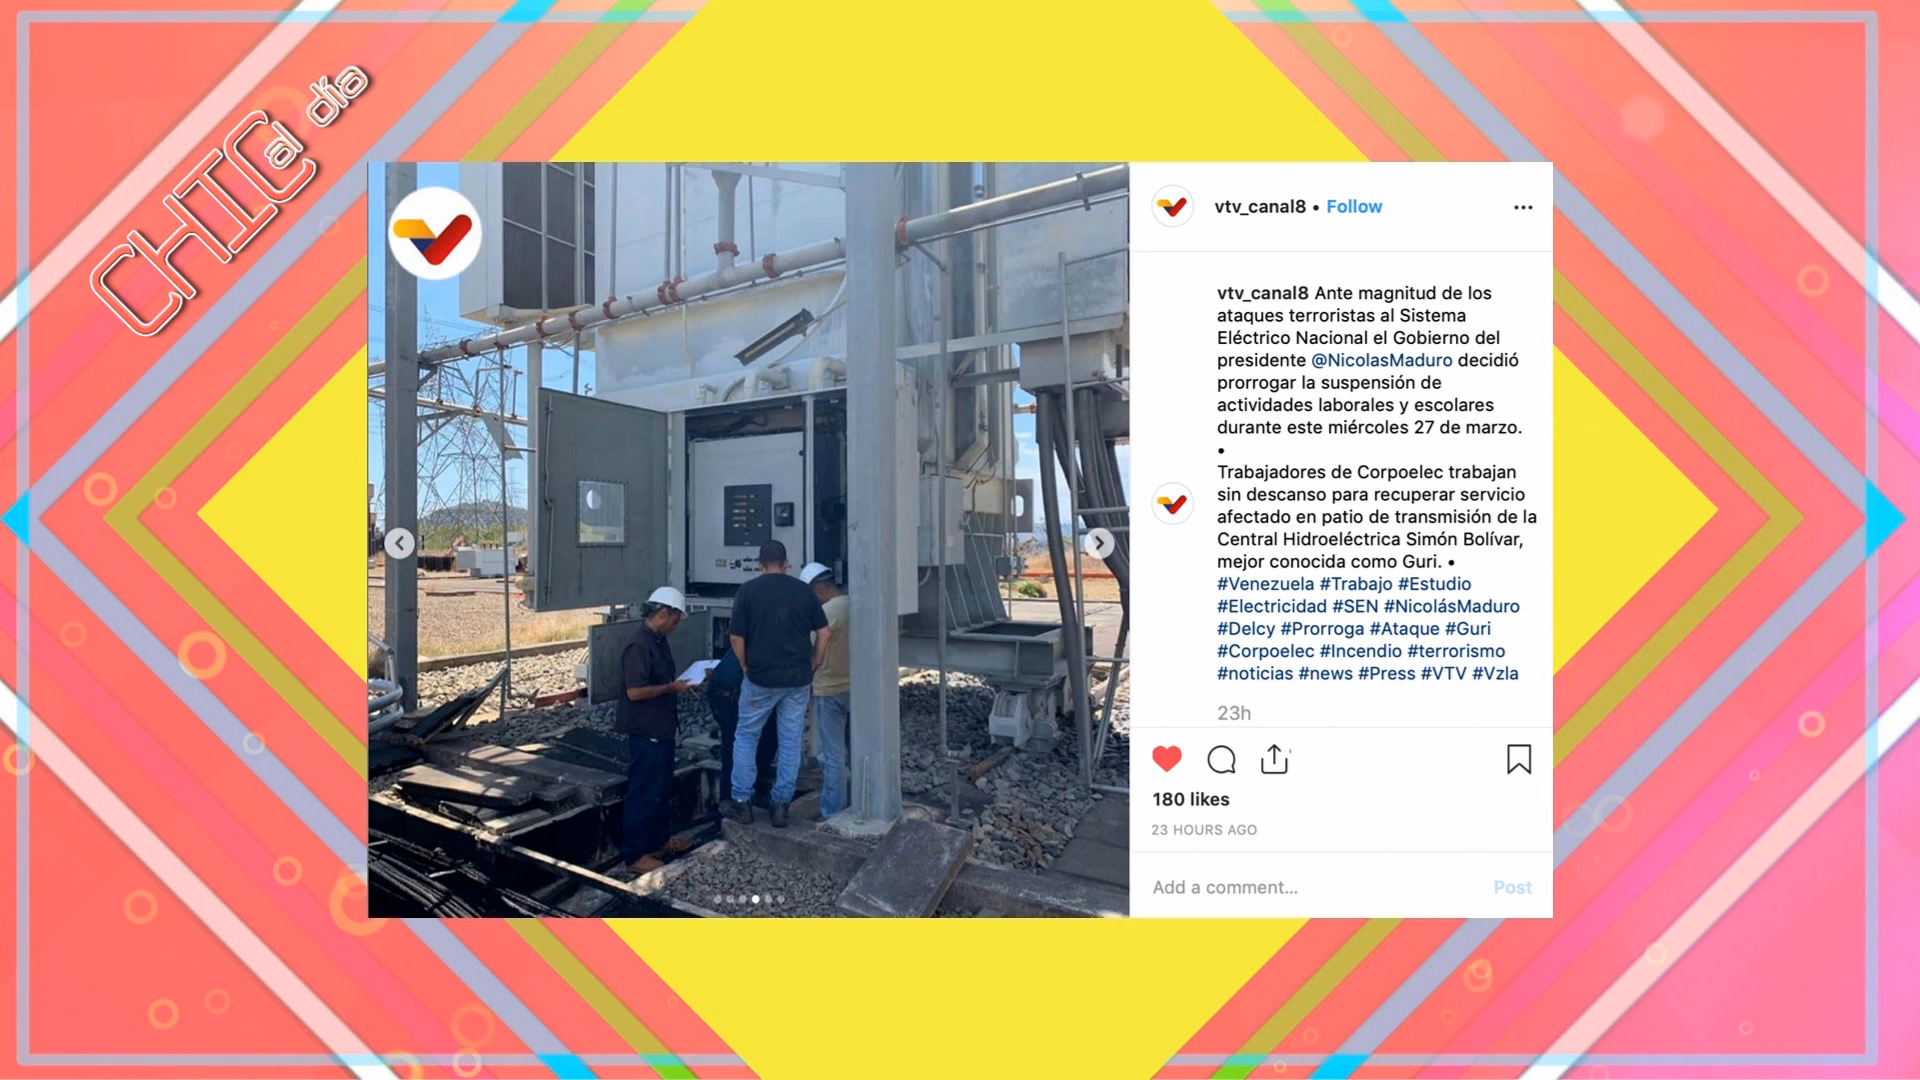 CHIC al día
vtv_canal8 • Follow
vtv_canal8 Ante magnitud de los
ataques terroristas al Sistema
Eléctrico Nacional el Gobierno del
presidente @NicolasMaduro decidió
prorrogar la suspensión de
actividades laborales y escolares
durante este miércoles 27 de marzo.
•
Trabajadores de Corpoelec trabajan
sin descanso para recuperar servicio
afectado en patio de transmisión de la
Central Hidroeléctrica Simón Bolívar,
mejor conocida como Guri. •
#Venezuela #Trabajo #Estudio
#Electricidad #SEN #NicolásMaduro
#Delcy #Prorroga #Ataque #Guri
#Corpoelec #Incendio #terrorismo
#noticias #news #Press #VTV #Vzla
23h
180 likes
23 HOURS AGO
Add a comment... Post